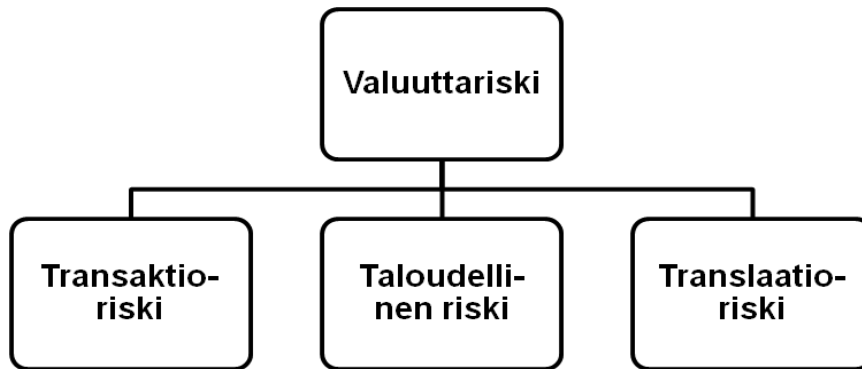 Valuuttariski
Transaktio-
riski
Taloudelli-
nen riski
Translaatio-
riski